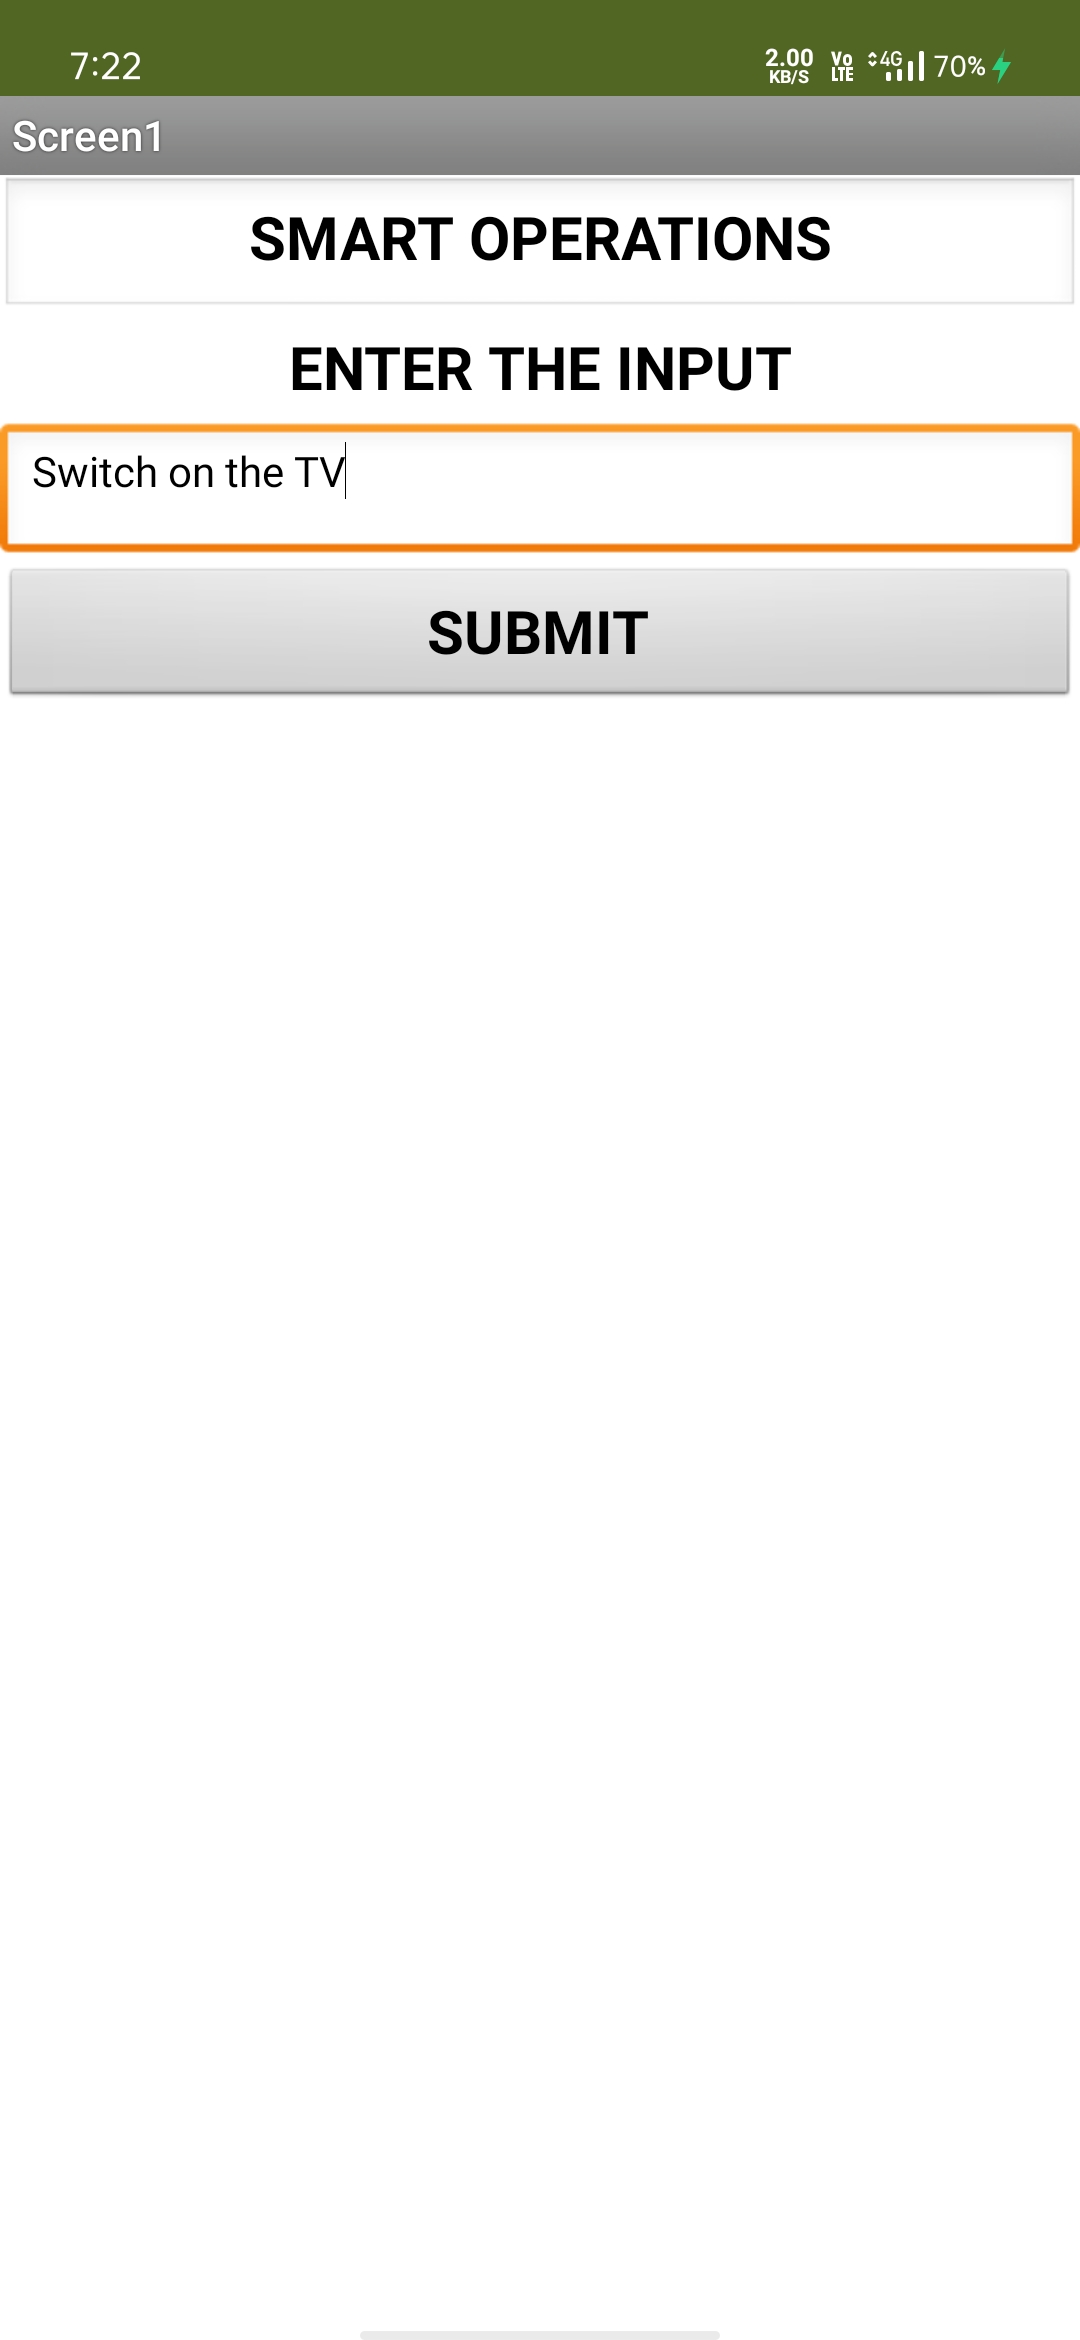 7:22
2.00 KB/S Vo LTE 4G 70%
Screen1
SMART OPERATIONS
ENTER THE INPUT
Switch on the TV
SUBMIT